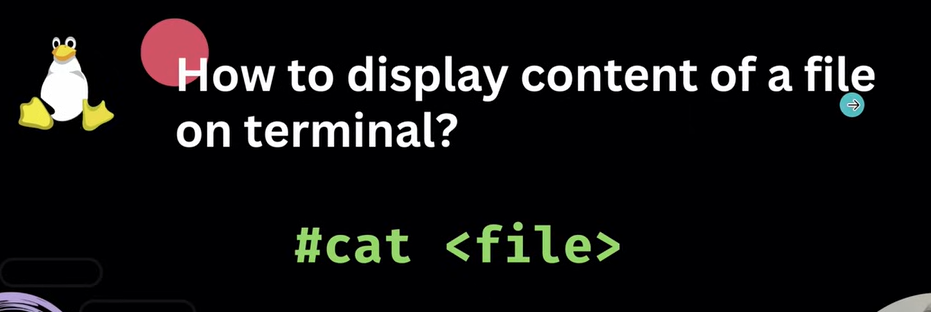 How to display content of a file
on terminal?
#cat <file>